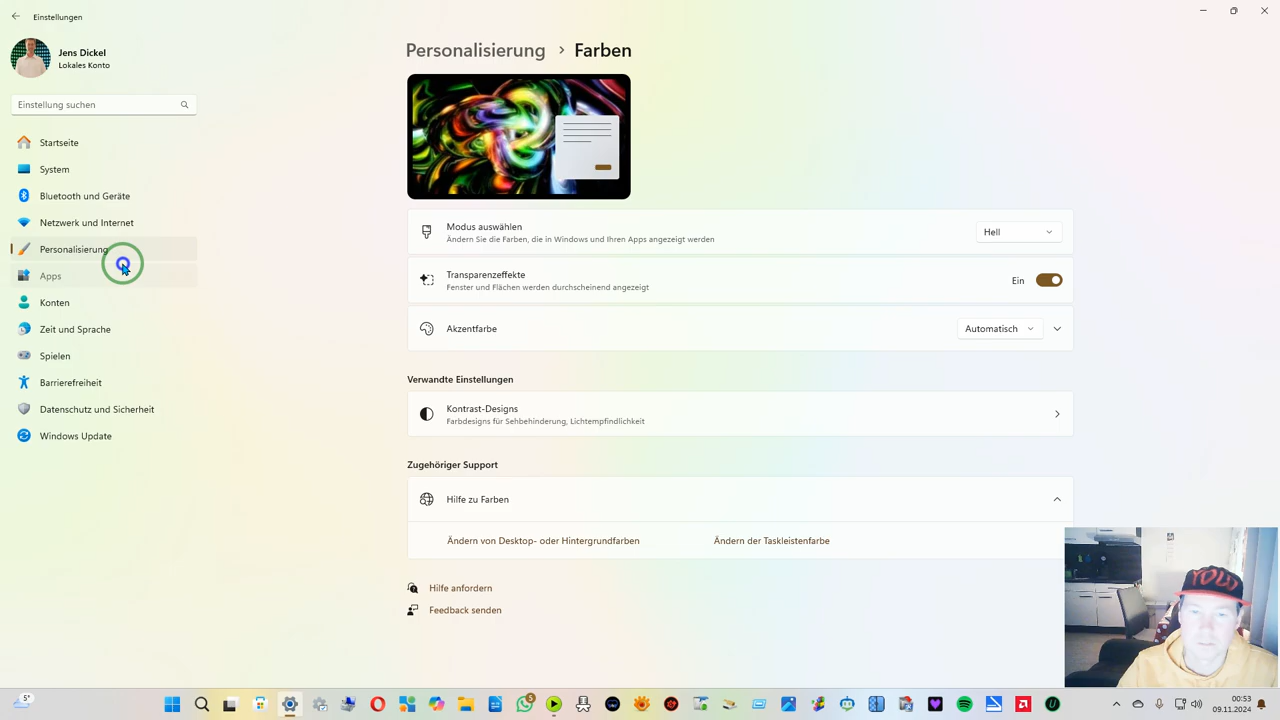 Einstellungen
Jens Dickel
Lokales Konto
Einstellung suchen
Startseite
System
Bluetooth und Geräte
Netzwerk und Internet
Personalisierung
Apps
Konten
Zeit und Sprache
Spielen
Barrierefreiheit
Datenschutz und Sicherheit
Windows Update
Personalisierung › Farben
Modus auswählen
Ändern Sie die Farben, die in Windows und Ihren Apps angezeigt werden
Hell
Transparenzeffekte
Fenster und Flächen werden durchscheinend angezeigt
Ein
Akzentfarbe
Automatisch
Verwandte Einstellungen
Kontrast-Designs
Farbdesigns für Sehbehinderung, Lichtempfindlichkeit
Zugehöriger Support
Hilfe zu Farben
Ändern von Desktop- oder Hintergrundfarben
Ändern der Taskleistenfarbe
Hilfe anfordern
Feedback senden
5°
5
00:53
09.11.2024